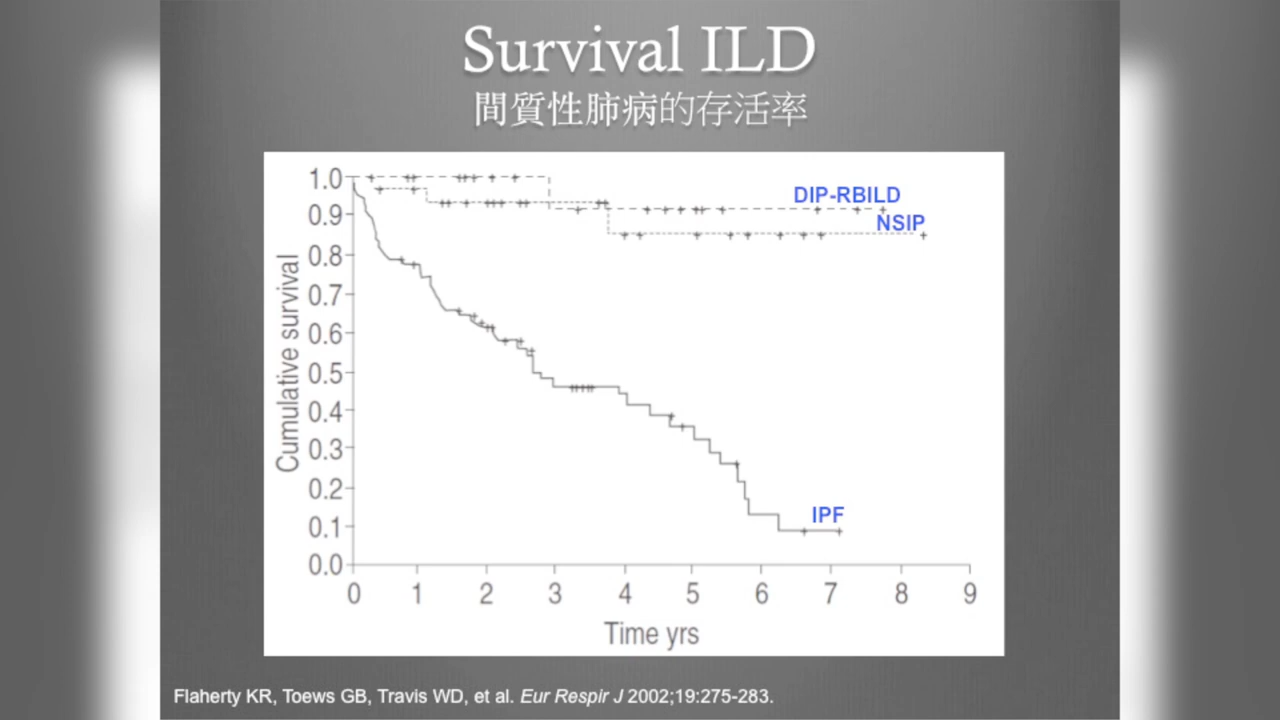 Survival ILD
間質性肺病的存活率
1.0
0.9
0.8
0.7
0.6
0.5
0.4
0.3
0.2
0.1
0.0
Cumulative survival
DIP-RBILD
NSIP
IPF
0 1 2 3 4 5 6 7 8 9
Time yrs
Flaherty KR, Toews GB, Travis WD, et al. Eur Respir J 2002;19:275-283.